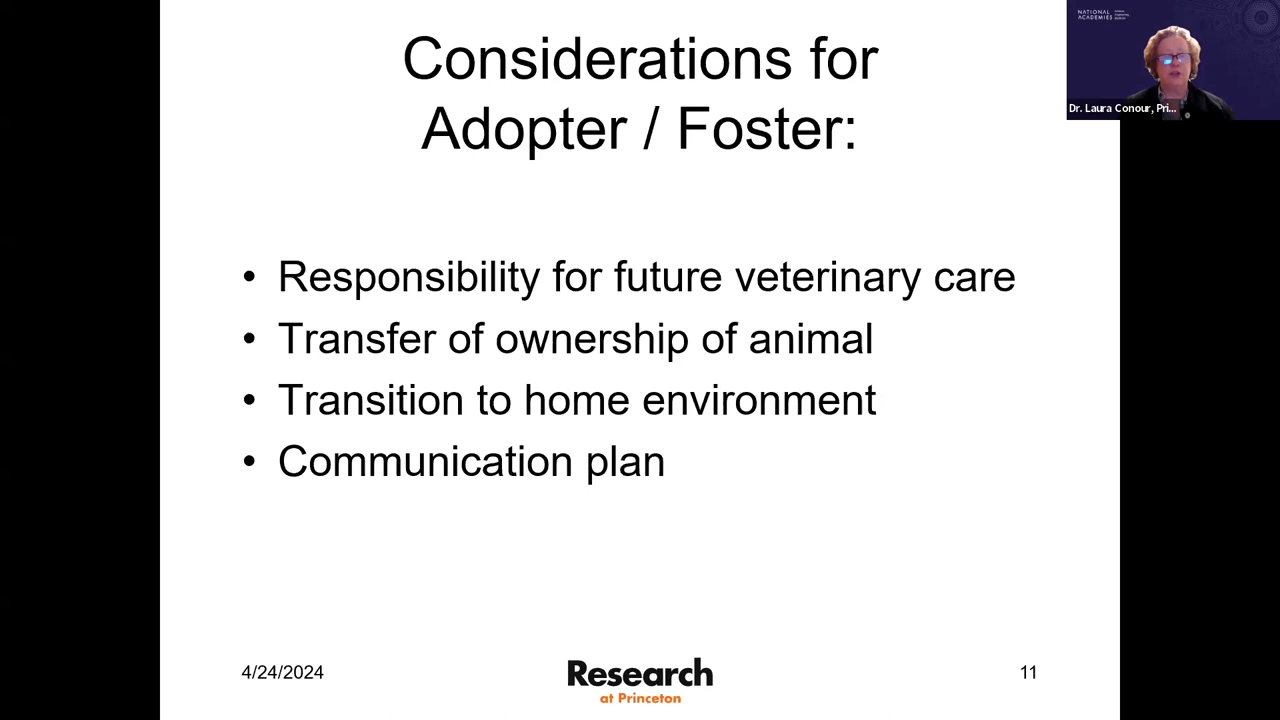 Considerations for
Adopter / Foster:
NATIONAL
ACADEMIES
Dr. Laura Conour, Pri...
• Responsibility for future veterinary care
• Transfer of ownership of animal
• Transition to home environment
• Communication plan
4/24/2024
Research
at Princeton
11